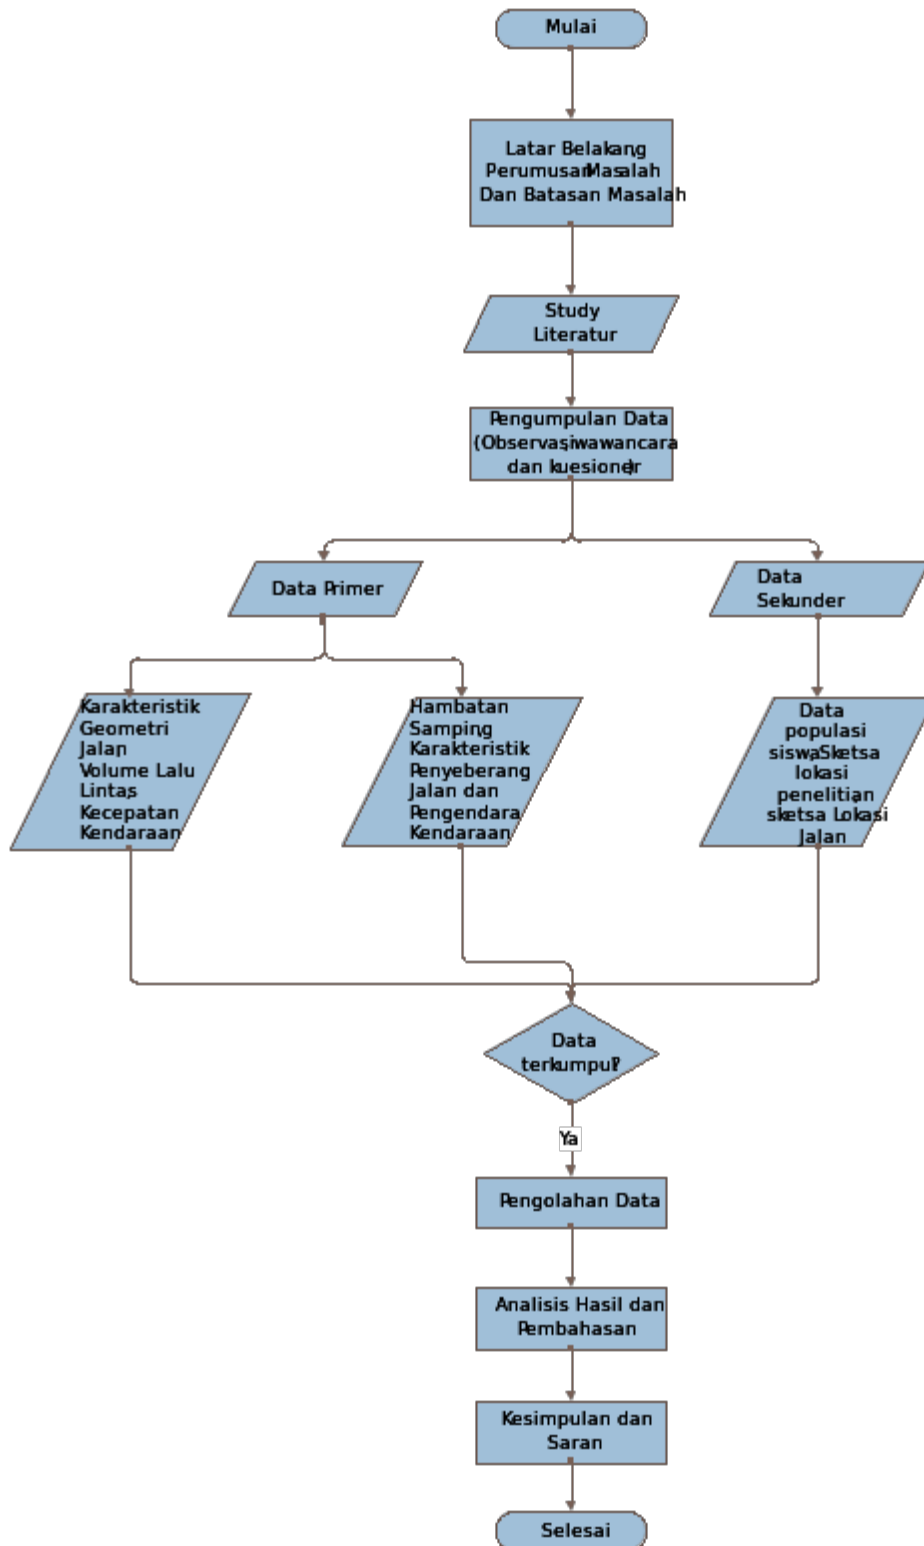 Mulai
Latar Belakang,
Perumusan Masalah
Dan Batasan Masalah
Study
Literatur
Pengumpulan Data
(Observasi, wawancara
dan kuesioner)
Data Primer
Data
Sekunder
Karakteristik
Geometri
Jalan,
Volume Lalu
Lintas,
Kecepatan
Kendaraan
Hambatan
Samping,
Karakteristik
Penyeberang
Jalan dan
Pengendara
Kendaraan
Data
populasi
siswa, Sketsa
lokasi
penelitian,
sketsa Lokasi
Jalan
Data
terkumpul?
Ya
Pengolahan Data
Analisis Hasil dan
Pembahasan
Kesimpulan dan
Saran
Selesai